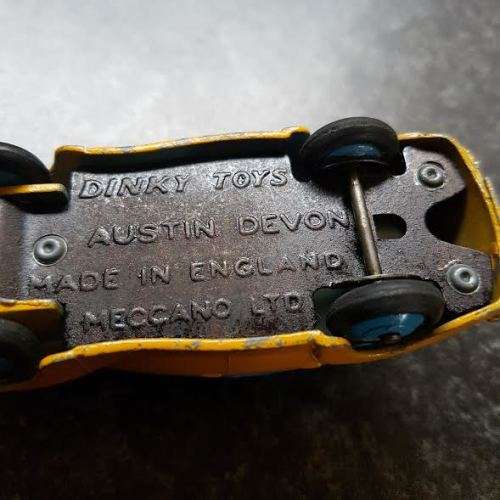 DINKY TOYS
AUSTIN DEVON
MADE IN ENGLAND
MECCANO LTD